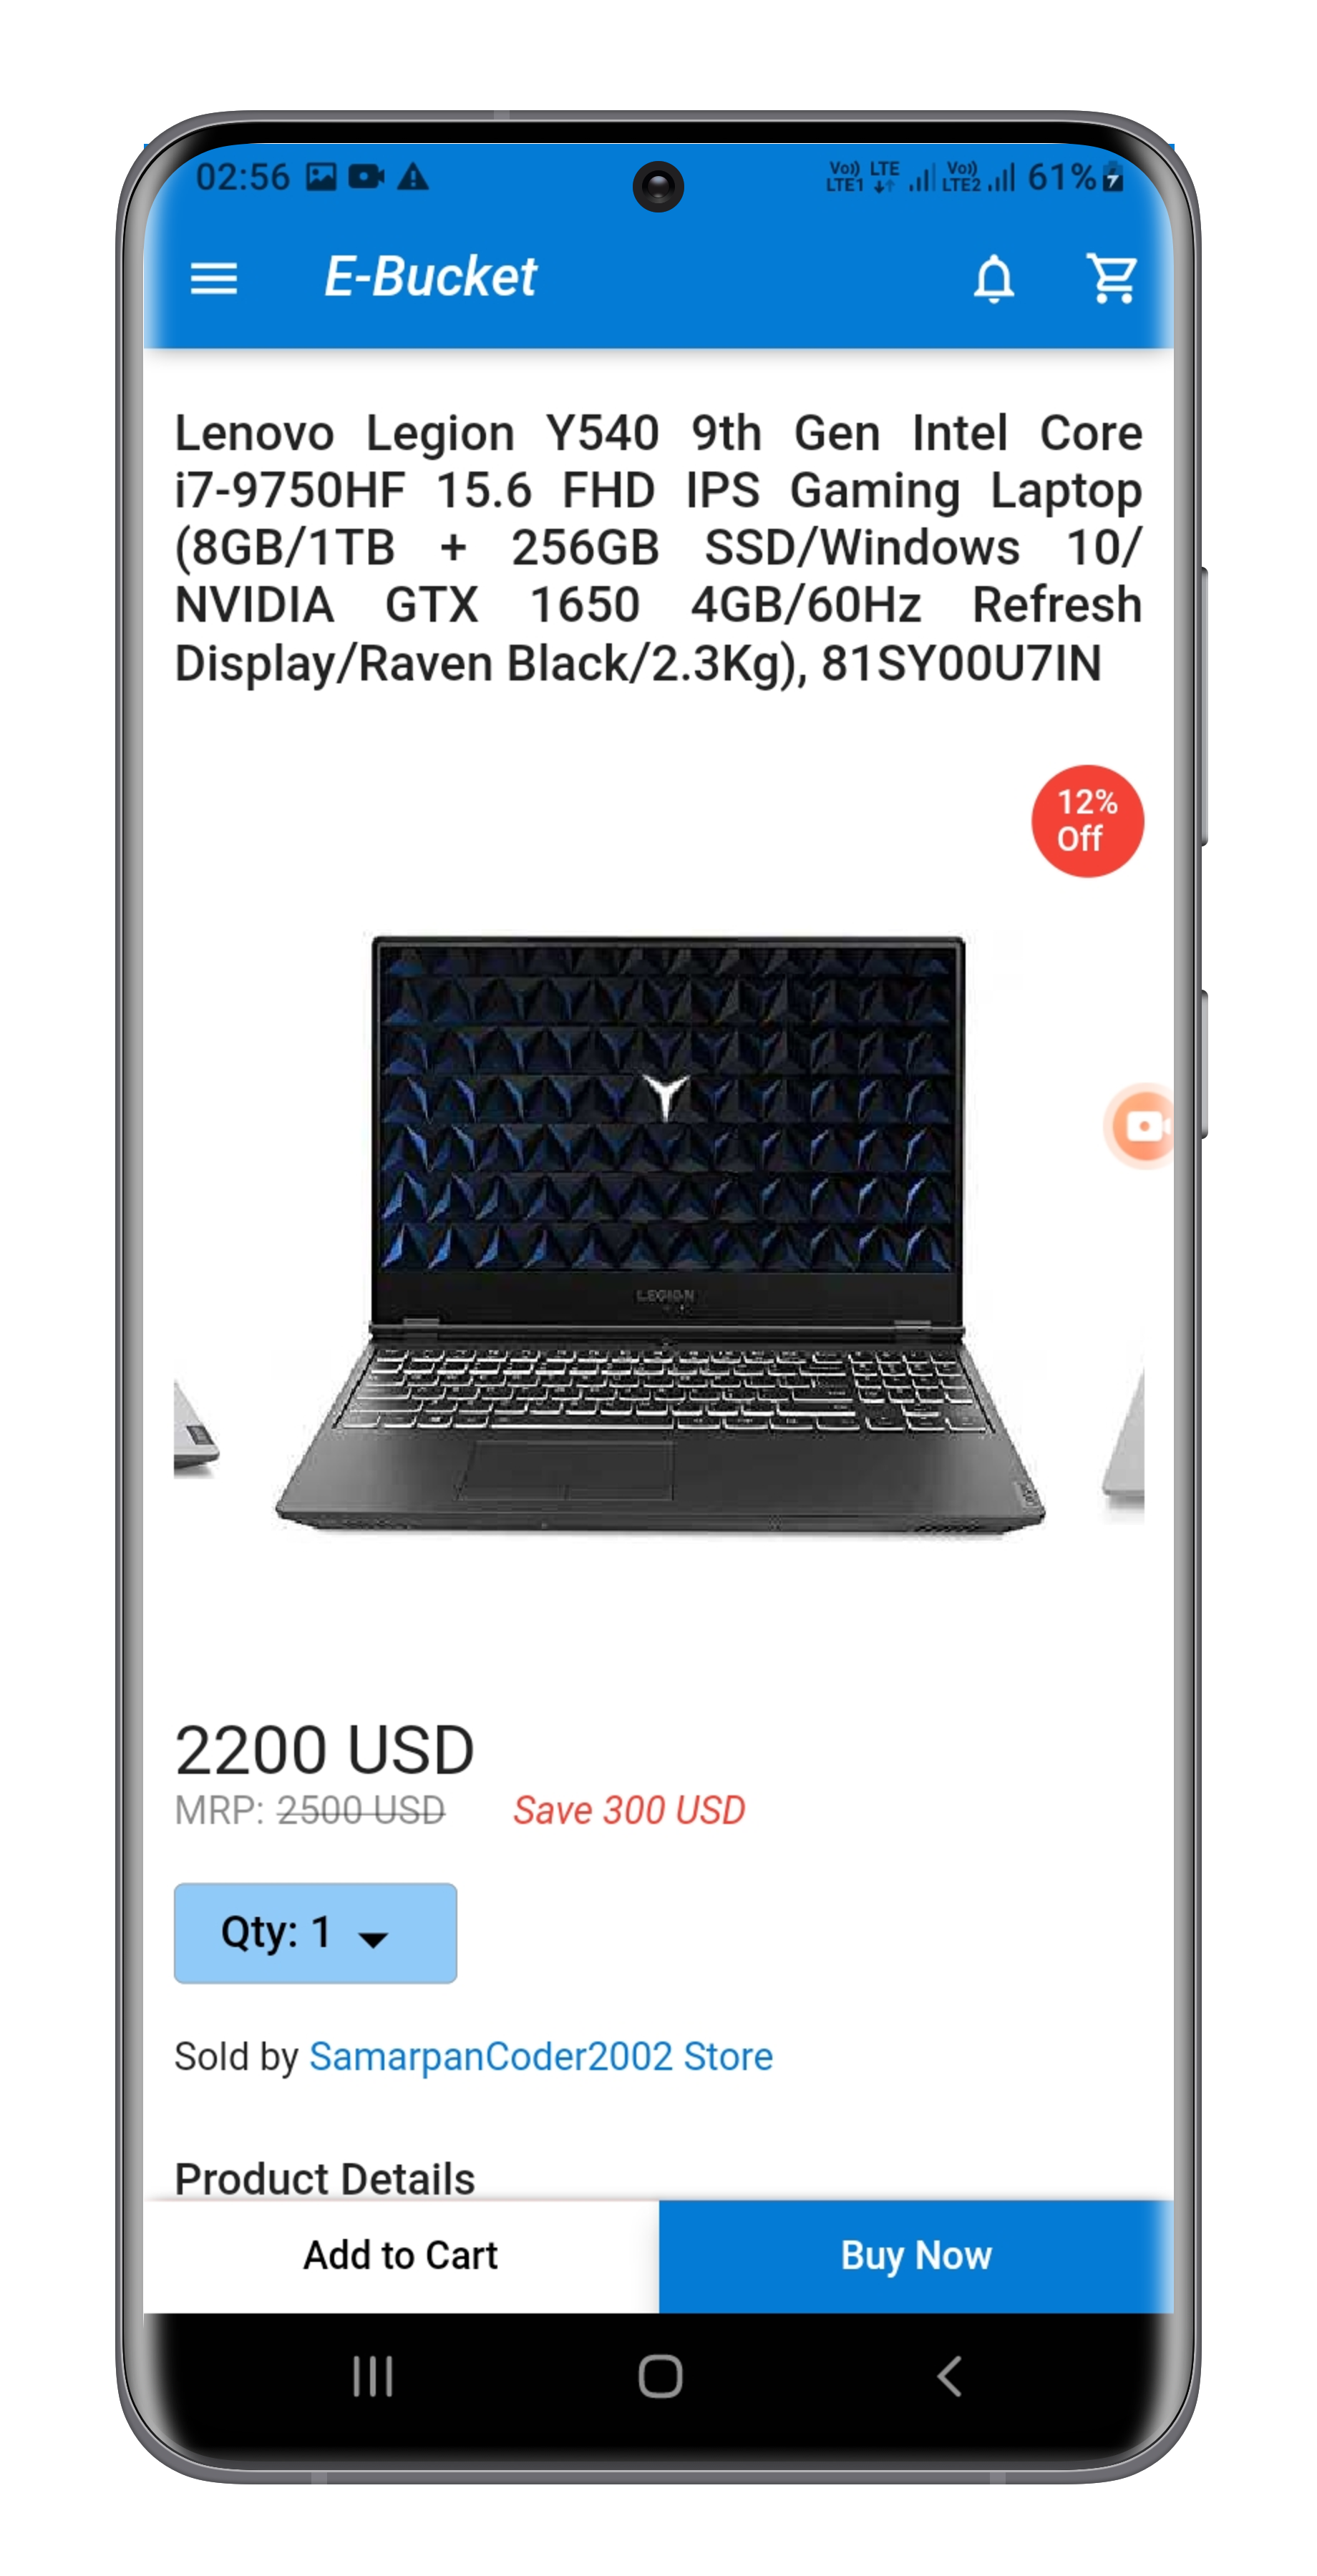 02:56
Vo)) LTE Vo)) 61%
LTE1 LTE2
E-Bucket
Lenovo Legion Y540 9th Gen Intel Core
i7-9750HF 15.6 FHD IPS Gaming Laptop
(8GB/1TB + 256GB SSD/Windows 10/
NVIDIA GTX 1650 4GB/60Hz Refresh
Display/Raven Black/2.3Kg), 81SY00U7IN
12%
Off
LEGION
2200 USD
MRP: 2500 USD Save 300 USD
Qty: 1
Sold by SamarpanCoder2002 Store
Product Details
Add to Cart
Buy Now